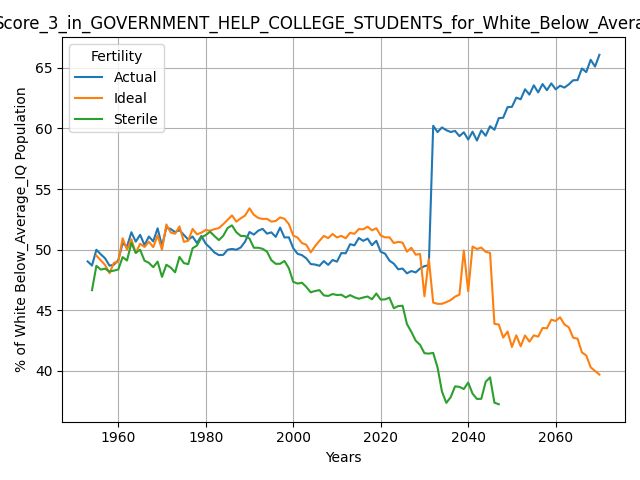 Score_3_in_GOVERNMENT_HELP_COLLEGE_STUDENTS_for_White_Below_Avera
Fertility
Actual
Ideal
Sterile
65
60
55
50
45
40
% of White Below_Average_IQ Population
1960
1980
2000
2020
2040
2060
Years